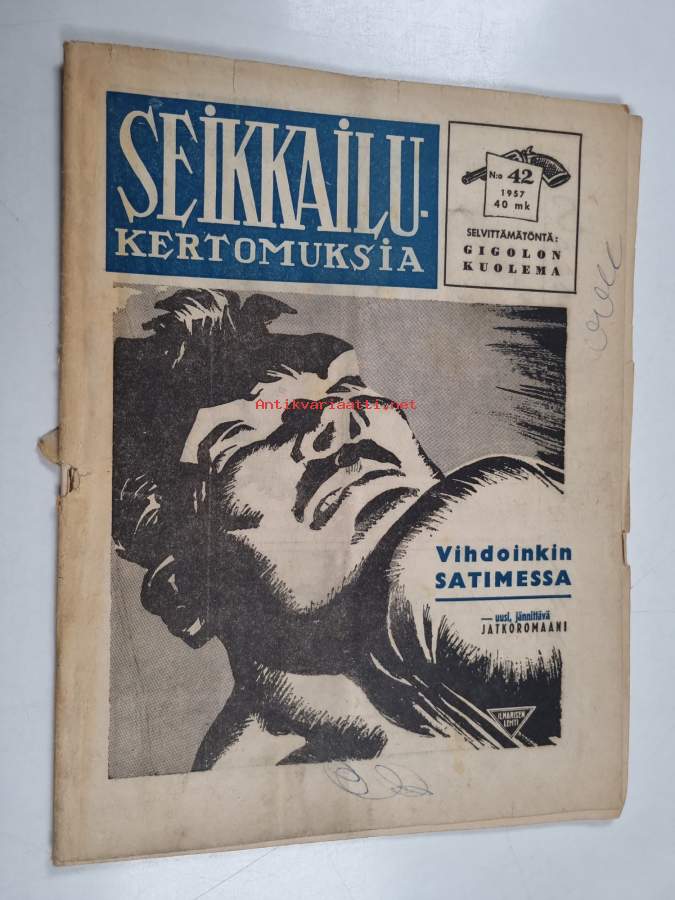 SEIKKAILU-
KERTOMUKSIA
N:o 42
1957
40 mk
SELVITTÄMÄTÖNTÄ:
GIGOLON
KUOLEMA
Antikvariaatti.net
Vihdoinkin
SATIMESSA
— uusi, jännittävä
JATKOROMAANI
ILMARISEN
LEHTI